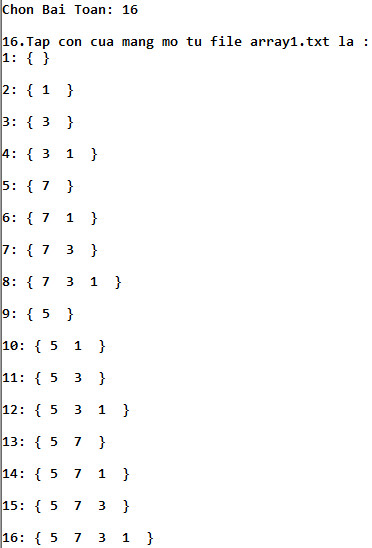 Chon Bai Toan: 16
16.Tap con cua mang mo tu file array1.txt la :
1: { }
2: { 1 }
3: { 3 }
4: { 3 1 }
5: { 7 }
6: { 7 1 }
7: { 7 3 }
8: { 7 3 1 }
9: { 5 }
10: { 5 1 }
11: { 5 3 }
12: { 5 3 1 }
13: { 5 7 }
14: { 5 7 1 }
15: { 5 7 3 }
16: { 5 7 3 1 }